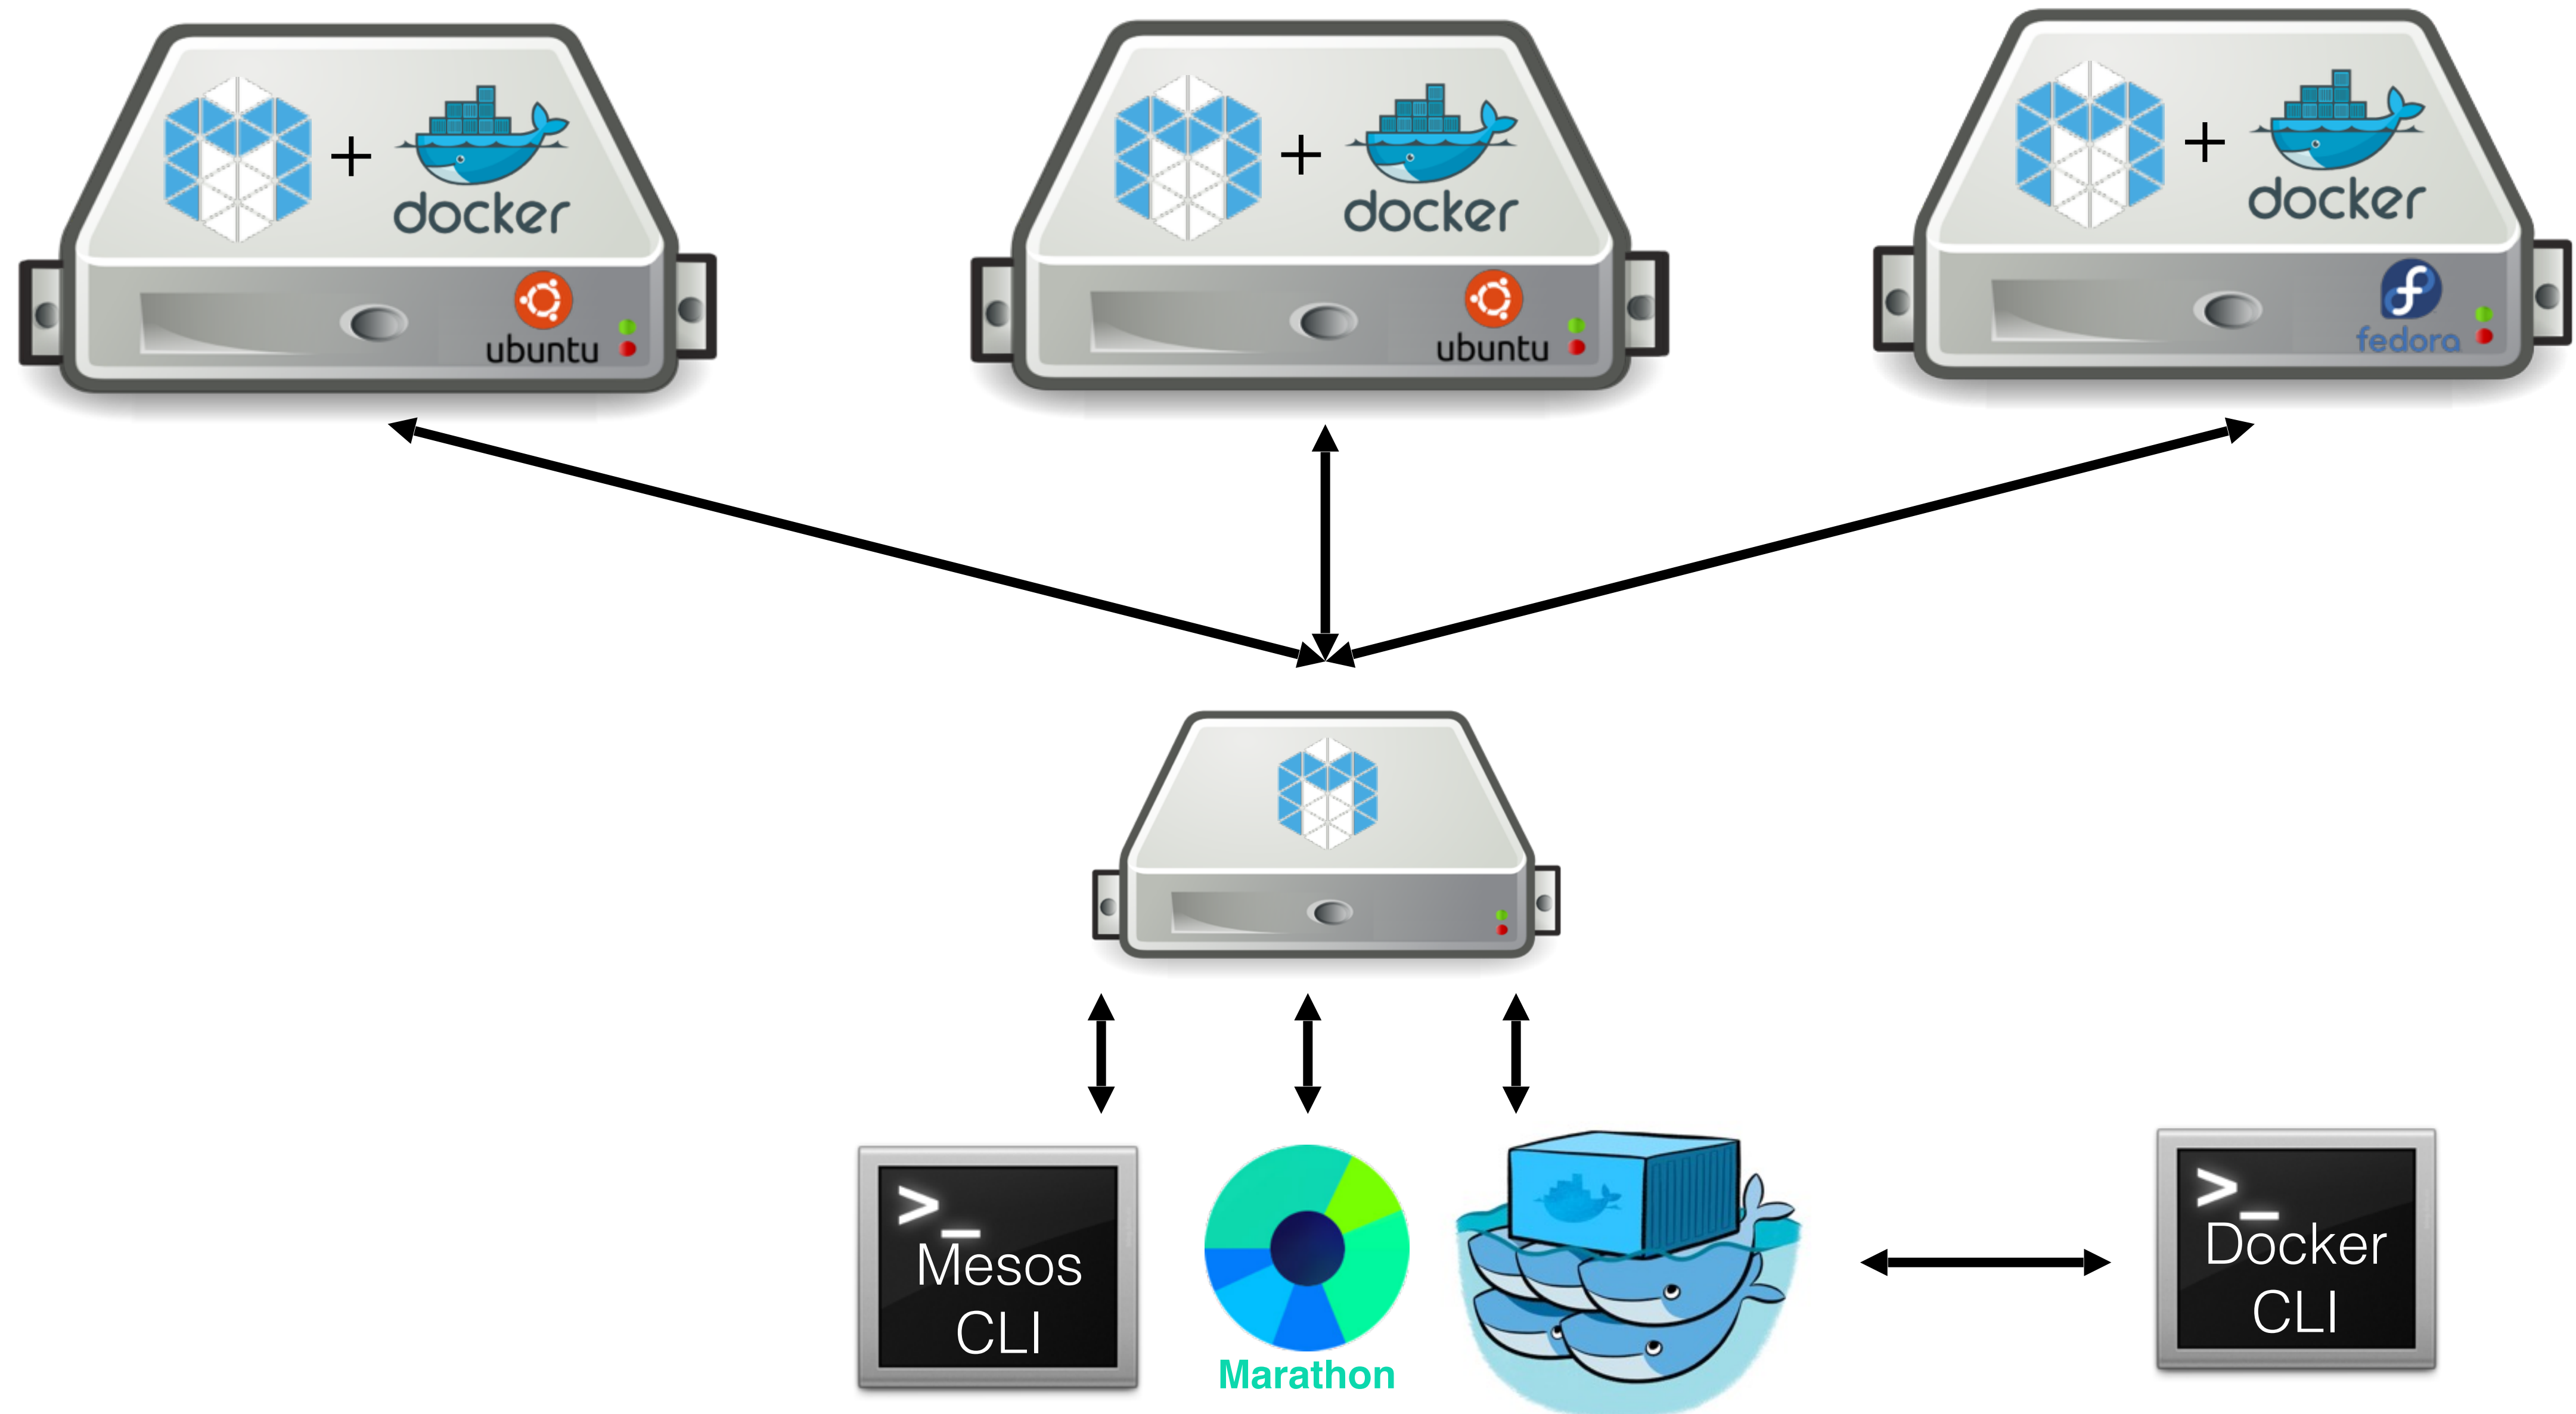 +
docker
ubuntu
+
docker
ubuntu
+
docker
fedora
>_
Mesos
CLI
Marathon
>_
Docker
CLI